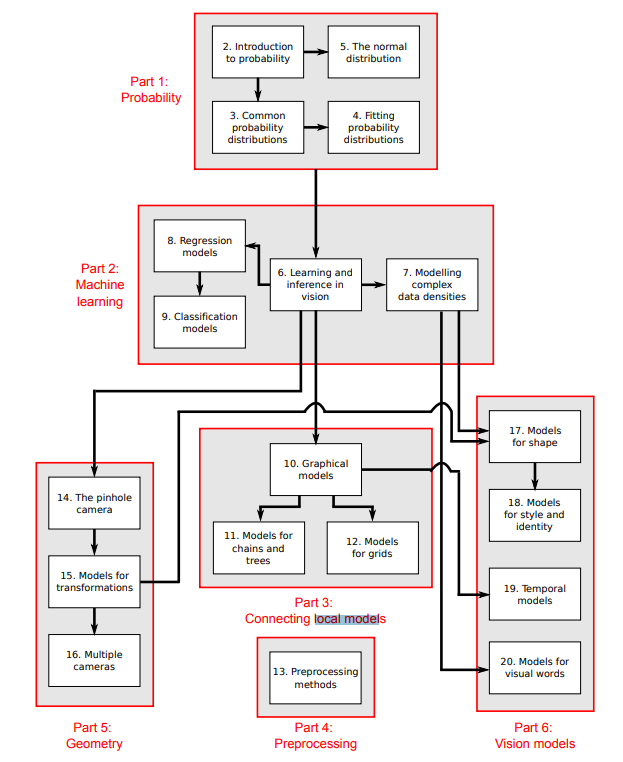 2. Introduction
to probability
5. The normal
distribution
Part 1:
Probability
3. Common
probability
distributions
4. Fitting
probability
distributions
8. Regression
models
Part 2:
Machine
learning
6. Learning and
inference in
vision
7. Modelling
complex
data densities
9. Classification
models
17. Models
for shape
10. Graphical
models
14. The pinhole
camera
18. Models
for style and
identity
11. Models for
chains and
trees
12. Models
for grids
15. Models for
transformations
19. Temporal
models
Part 3:
Connecting local models
16. Multiple
cameras
13. Preprocessing
methods
20. Models for
visual words
Part 5:
Geometry
Part 4:
Preprocessing
Part 6:
Vision models